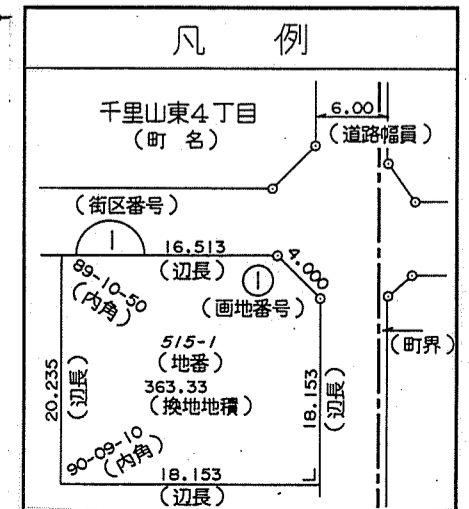 凡 例
千里山東4丁目
(町 名)
6.00
(道路幅員)
(街区番号)
1
16.513
(辺長)
4.000
89-10-50
(内角)
1
(画地番号)
(町界)
515-1
(地番)
363.33
(換地地積)
20.235
(辺長)
18.153
(辺長)
90-09-10
(内角)
18.153
(辺長)